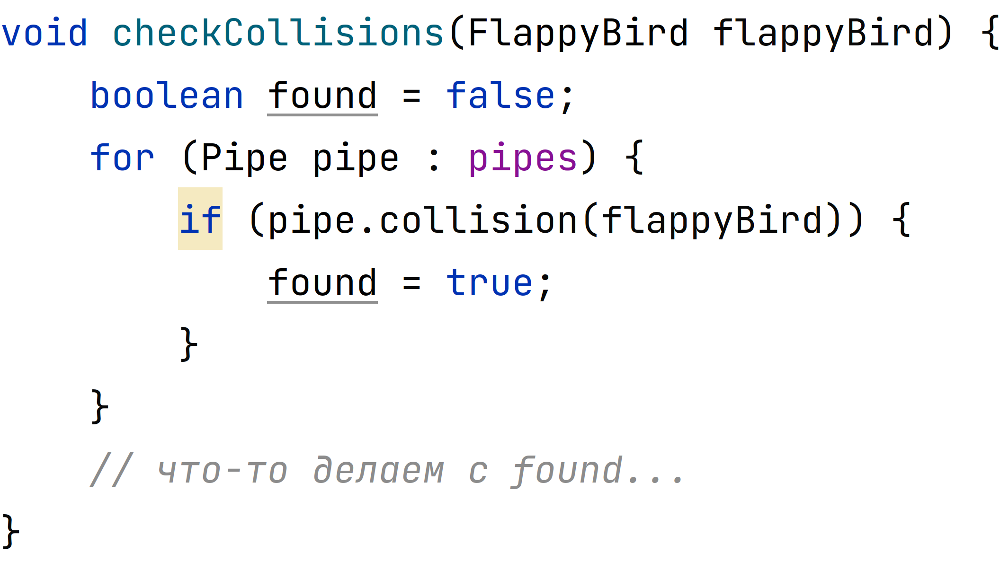 void checkCollisions(FlappyBird flappyBird) {
    boolean found = false;
    for (Pipe pipe : pipes) {
        if (pipe.collision(flappyBird)) {
            found = true;
        }
    }
    // что-то делаем с found...
}